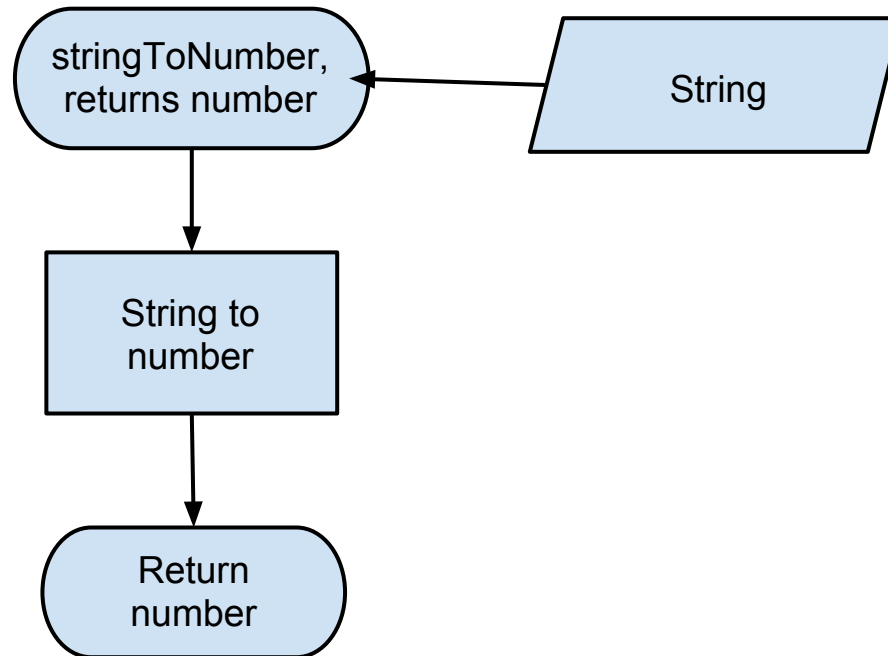 stringToNumber,
returns number
String
String to
number
Return
number